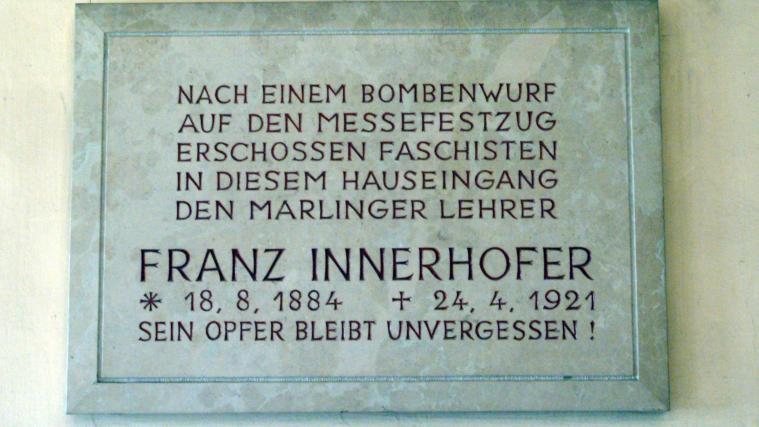 NACH EINEM BOMBENWURF
AUF DEN MESSEFESTZUG
ERSCHOSSEN FASCHISTEN
IN DIESEM HAUSEINGANG
DEN MARLINGER LEHRER
FRANZ INNERHOFER
* 18, 8, 1884 + 24, 4, 1921
SEIN OPFER BLEIBT UNVERGESSEN !